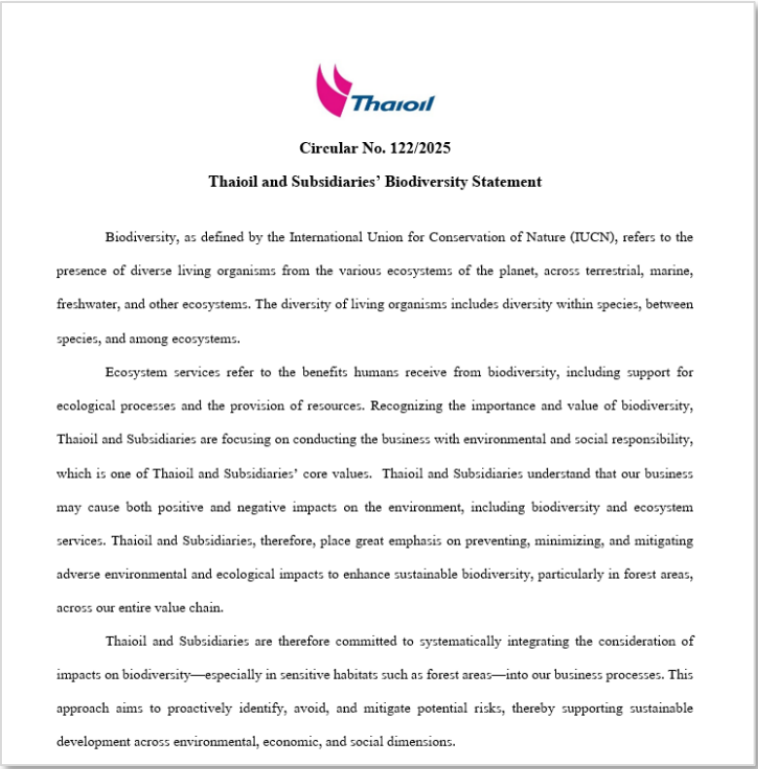 Thaioil
Circular No. 122/2025
Thaioil and Subsidiaries’ Biodiversity Statement
Biodiversity, as defined by the International Union for Conservation of Nature (IUCN), refers to the
presence of diverse living organisms from the various ecosystems of the planet, across terrestrial, marine,
freshwater, and other ecosystems. The diversity of living organisms includes diversity within species, between
species, and among ecosystems.
Ecosystem services refer to the benefits humans receive from biodiversity, including support for
ecological processes and the provision of resources. Recognizing the importance and value of biodiversity,
Thaioil and Subsidiaries are focusing on conducting the business with environmental and social responsibility,
which is one of Thaioil and Subsidiaries’ core values. Thaioil and Subsidiaries understand that our business
may cause both positive and negative impacts on the environment, including biodiversity and ecosystem
services. Thaioil and Subsidiaries, therefore, place great emphasis on preventing, minimizing, and mitigating
adverse environmental and ecological impacts to enhance sustainable biodiversity, particularly in forest areas,
across our entire value chain.
Thaioil and Subsidiaries are therefore committed to systematically integrating the consideration of
impacts on biodiversity—especially in sensitive habitats such as forest areas—into our business processes. This
approach aims to proactively identify, avoid, and mitigate potential risks, thereby supporting sustainable
development across environmental, economic, and social dimensions.